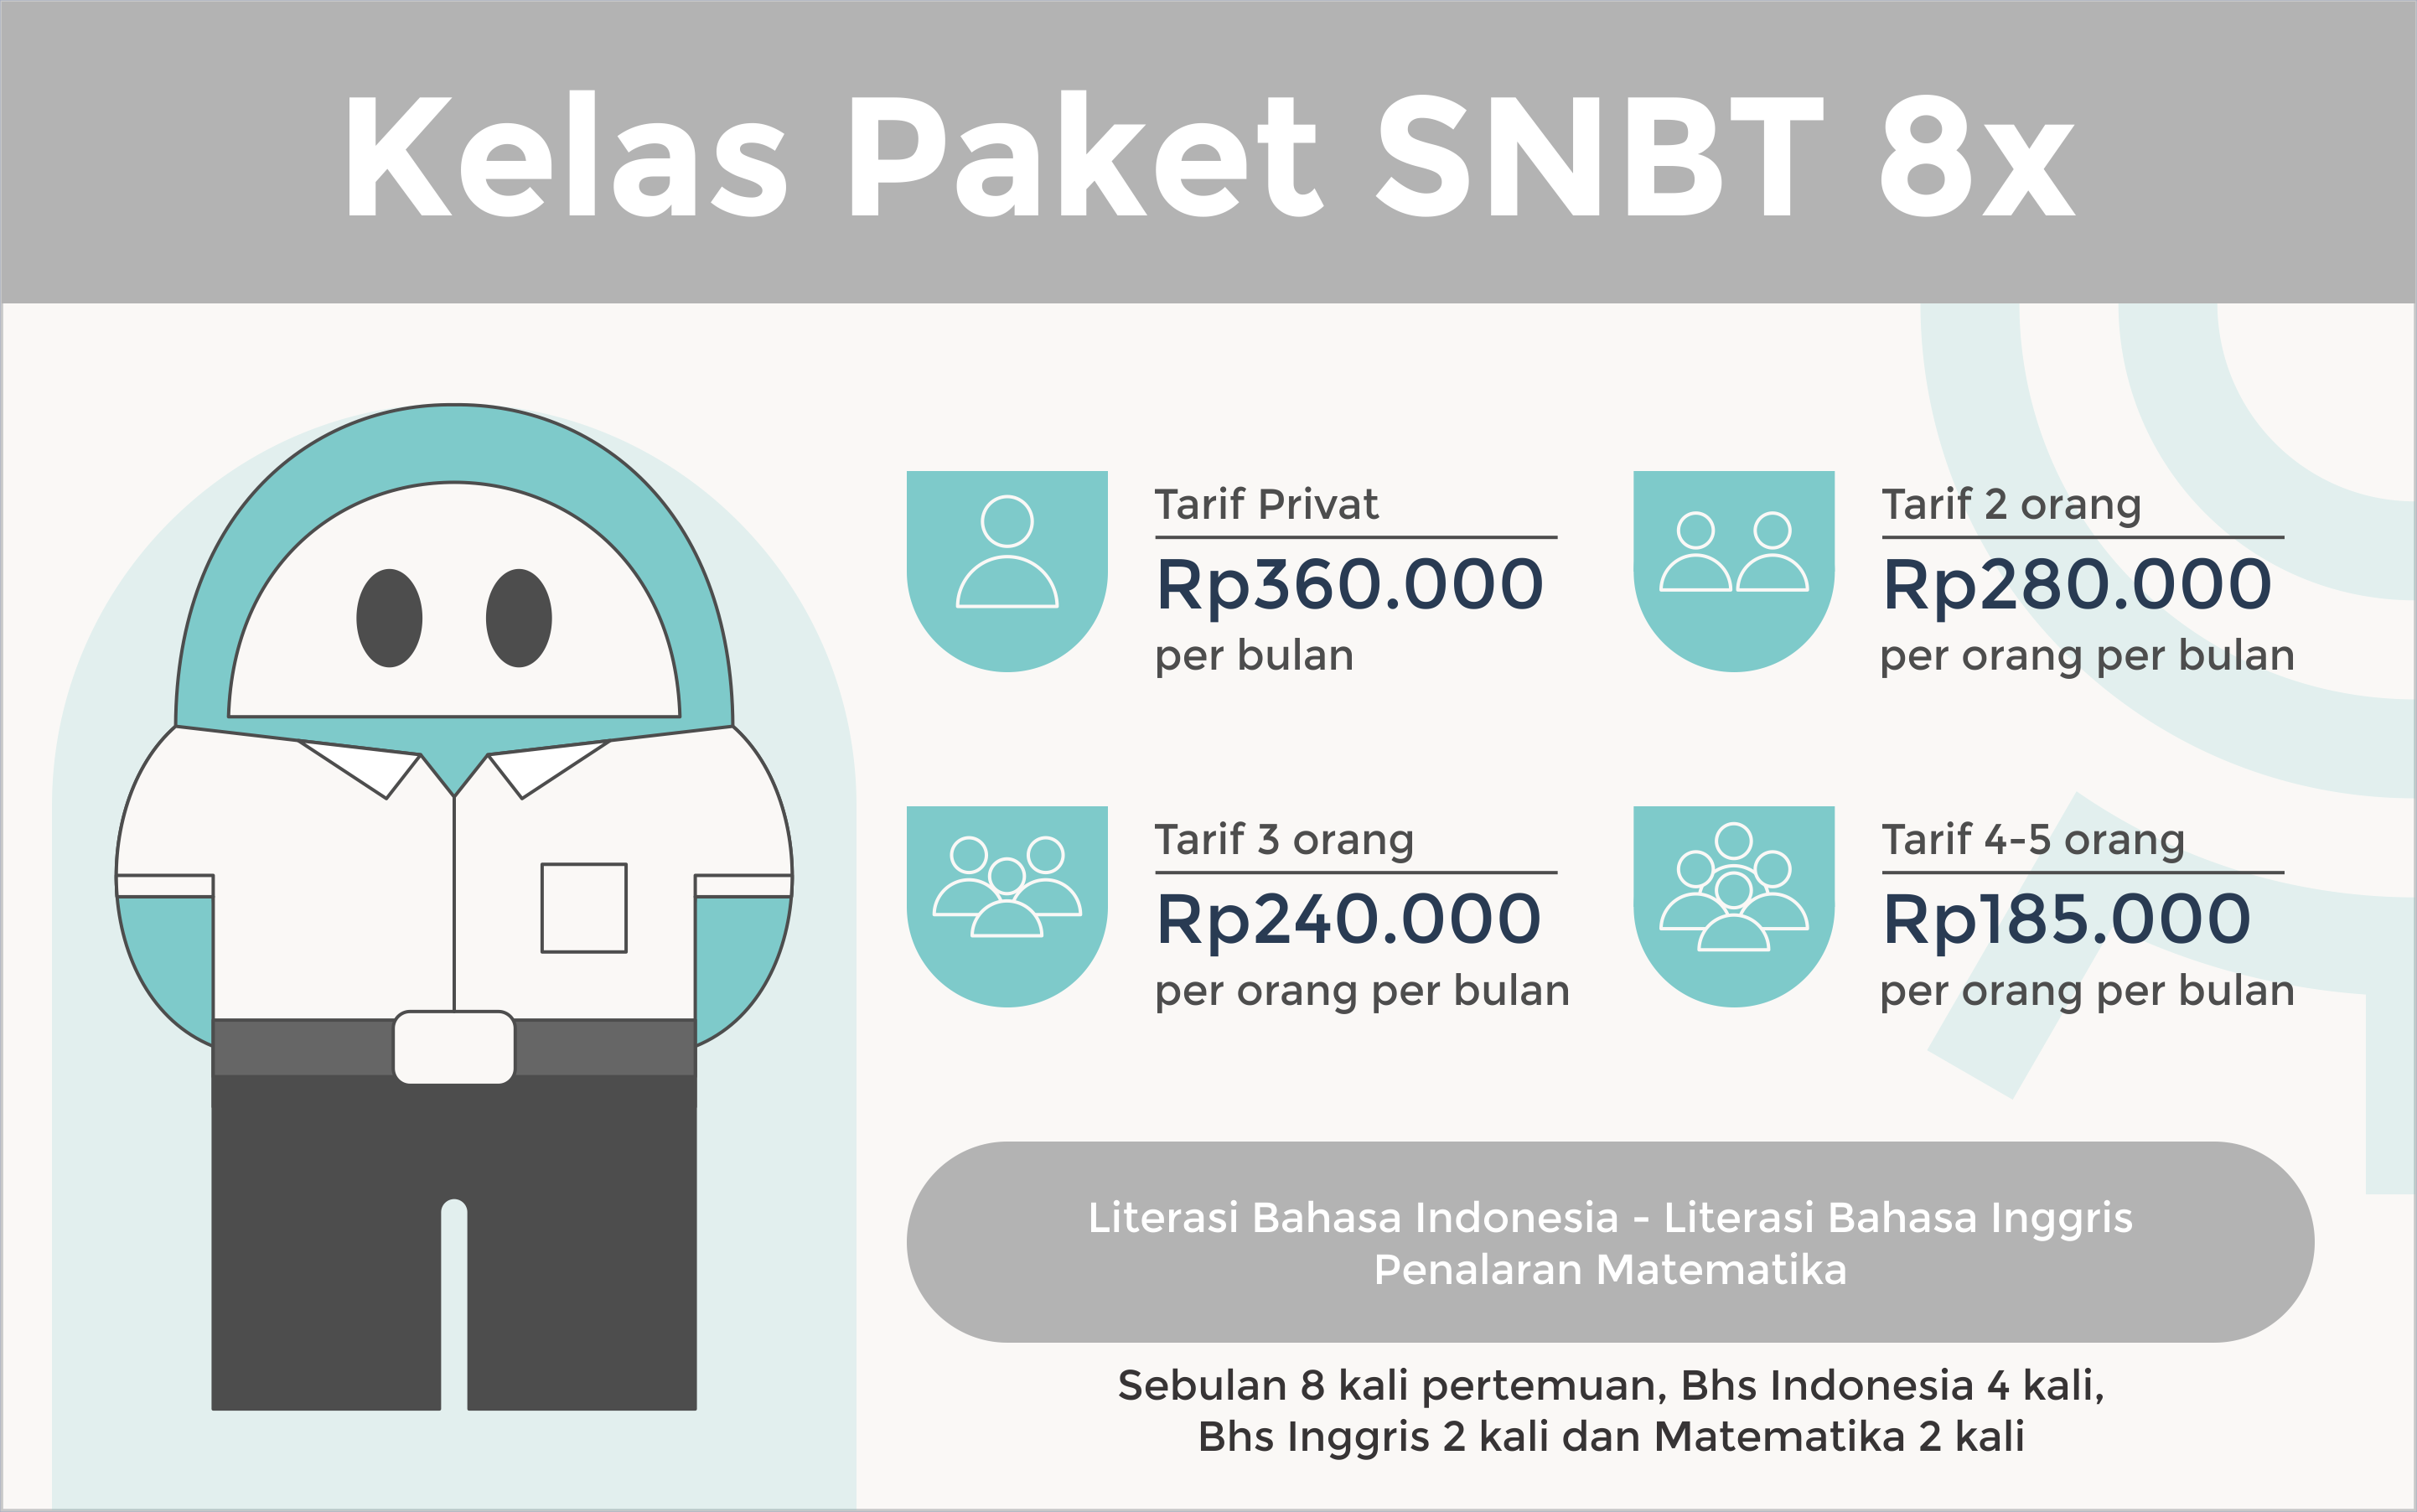 Kelas Paket SNBT 8x
Tarif Privat
Rp360.000
per bulan
Tarif 2 orang
Rp280.000
per orang per bulan
Tarif 3 orang
Rp240.000
per orang per bulan
Tarif 4-5 orang
Rp185.000
per orang per bulan
Literasi Bahasa Indonesia - Literasi Bahasa Inggris
Penalaran Matematika
Sebulan 8 kali pertemuan, Bhs Indonesia 4 kali,
Bhs Inggris 2 kali dan Matematika 2 kali